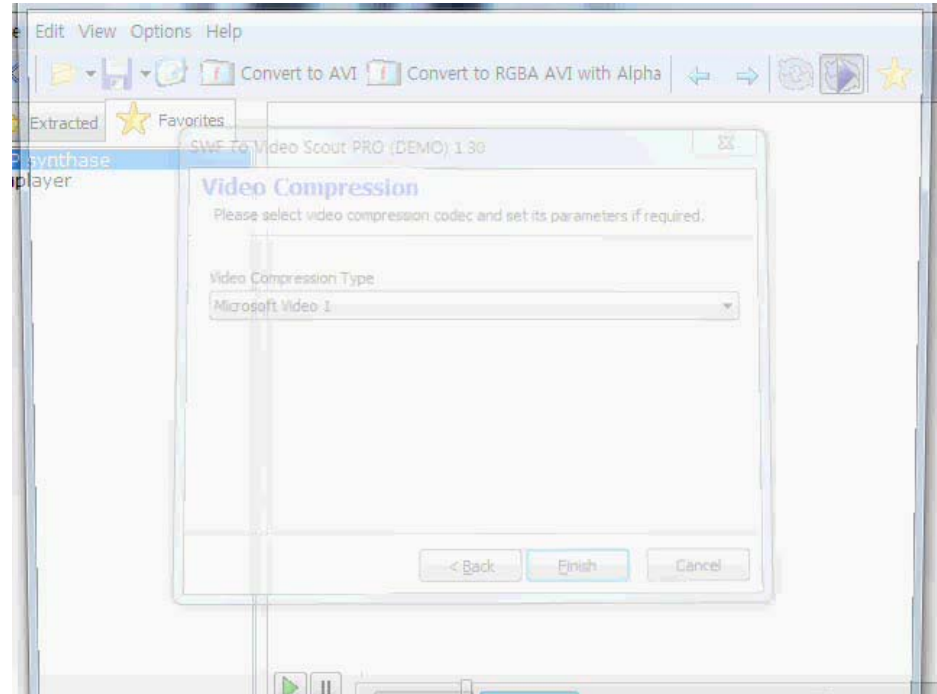 Edit View Options Help
Convert to AVI Convert to RGBA AVI with Alpha
Extracted Favorites
synthase
player
SWF To Video Scout PRO (DEMO) 1.30
Video Compression
Please select video compression codec and set its parameters if required.
Video Compression Type
Microsoft Video 1
< Back Finish Cancel